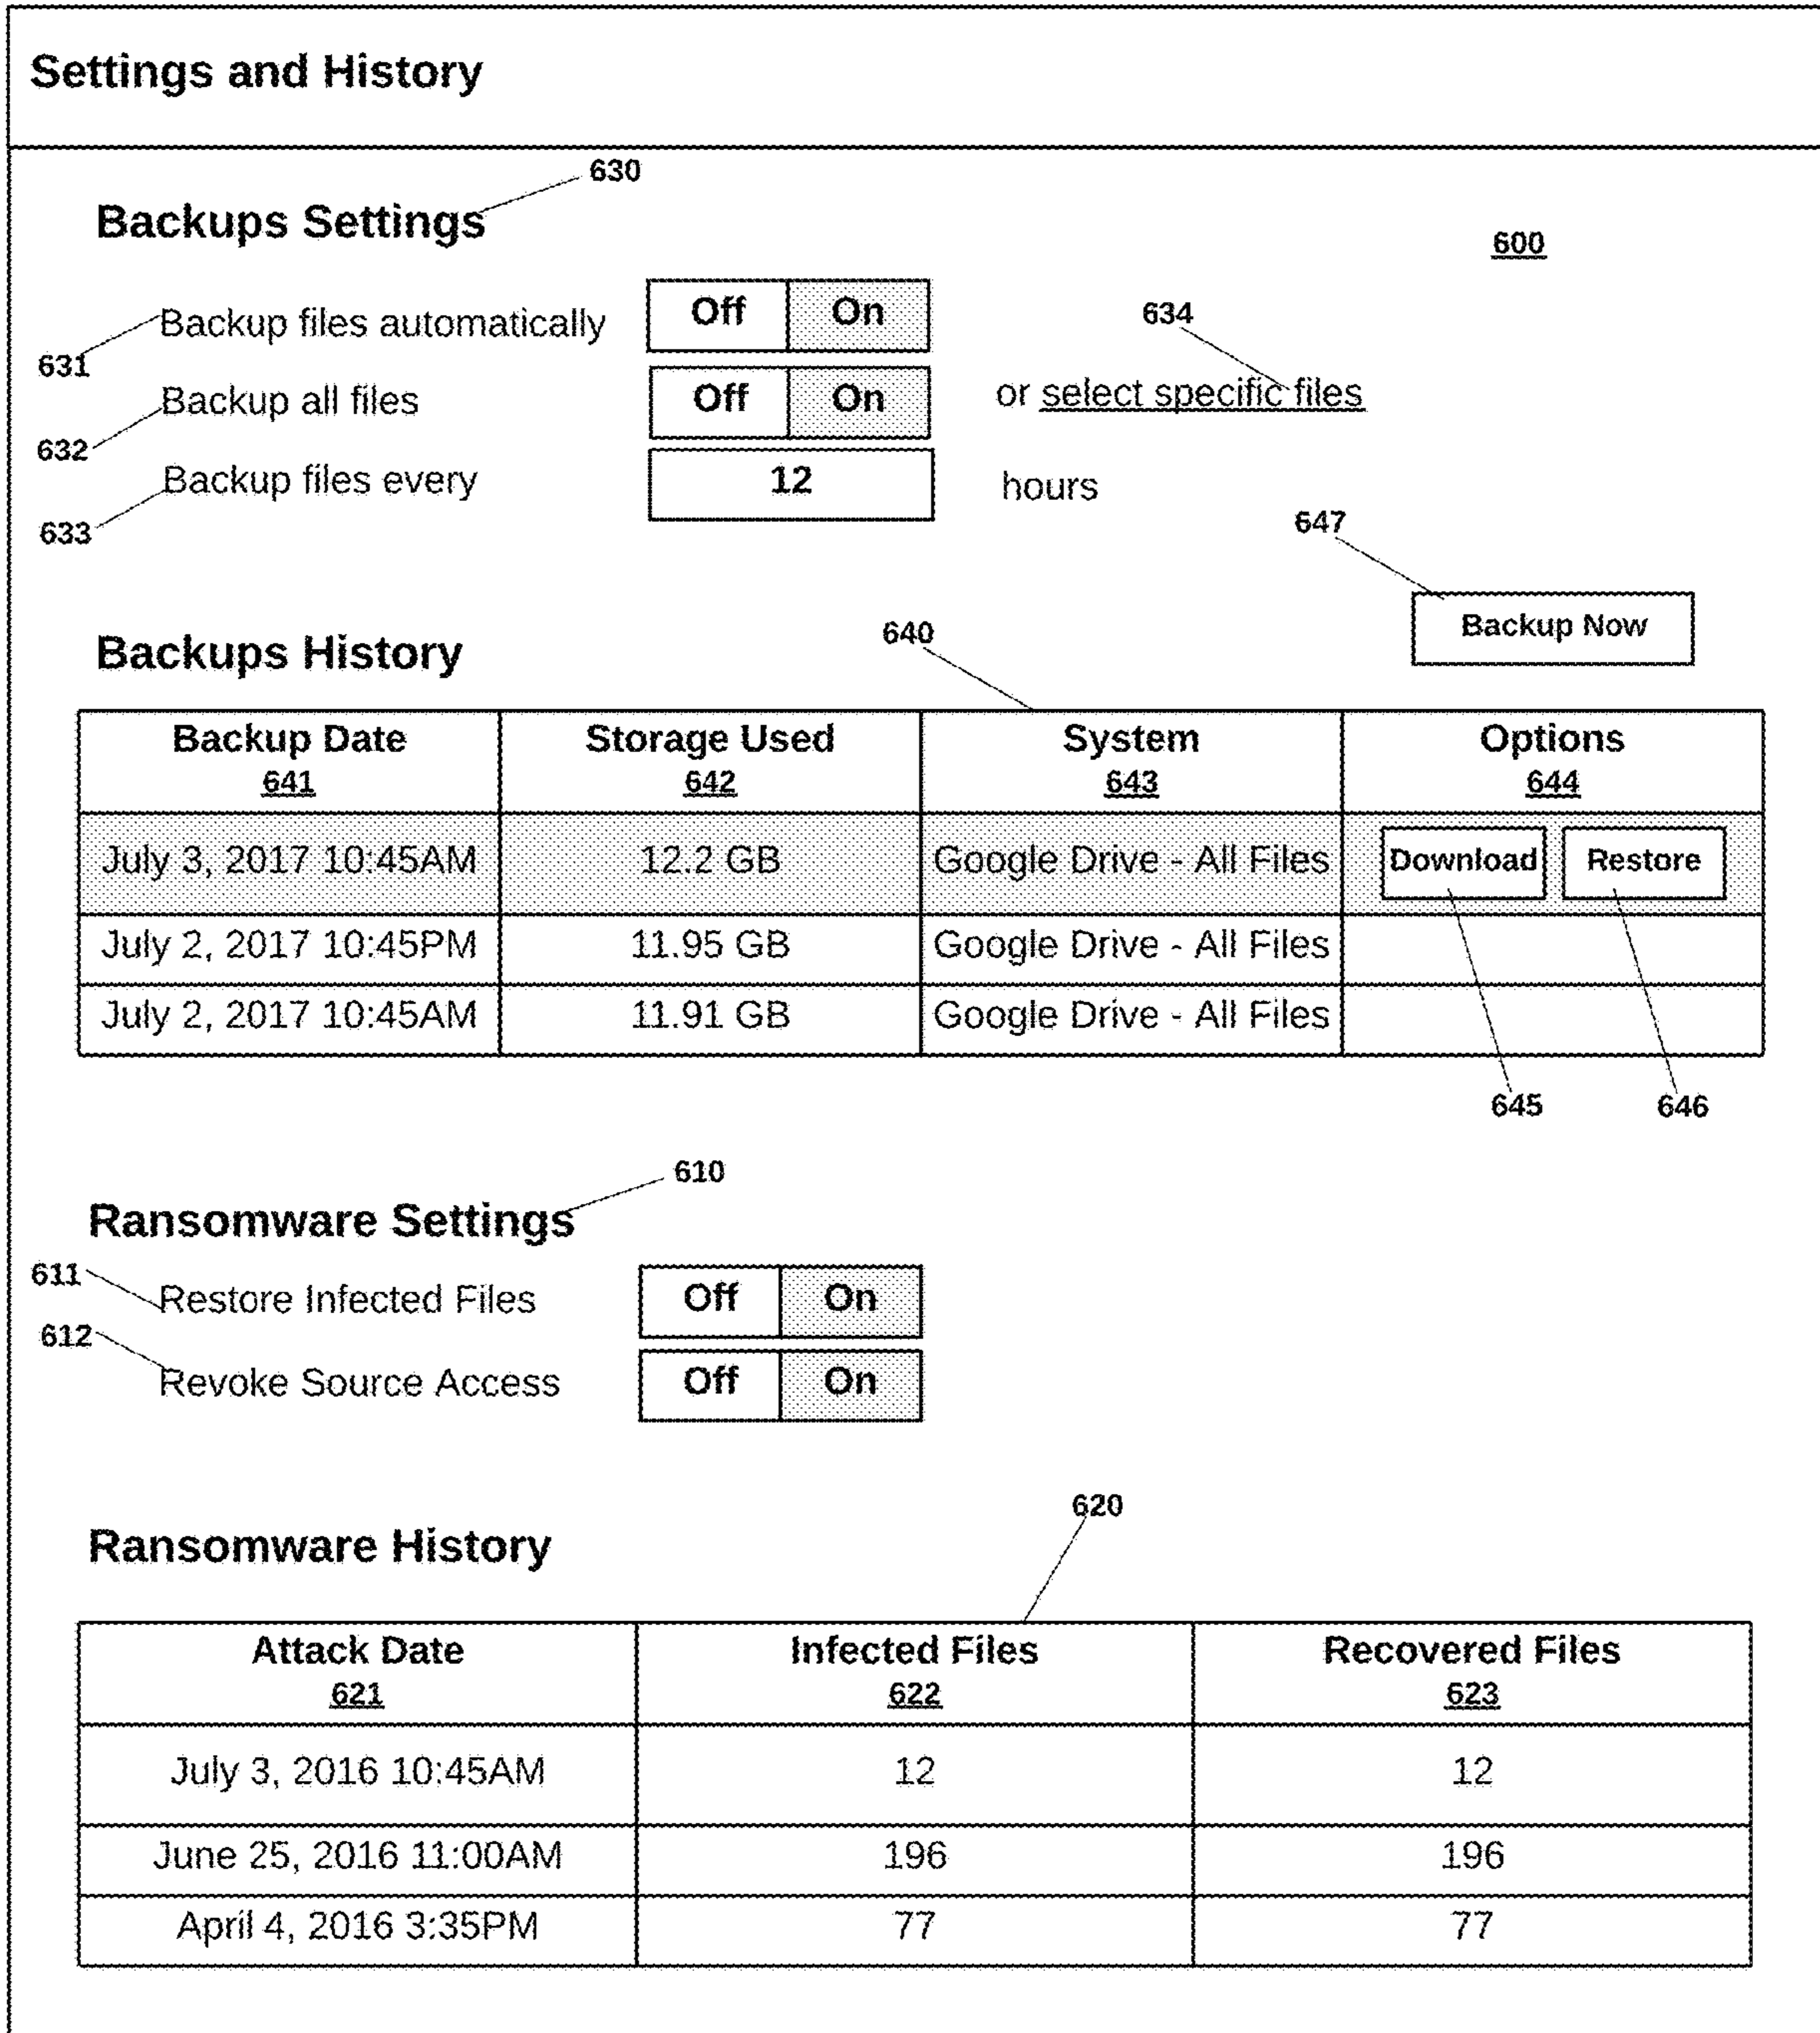 Settings and History
630
Backups Settings
600
Backup files automatically Off On
634
631
Backup all files Off On or select specific files
632
Backup files every 12 hours
633
647
Backup Now
640
Backups History
Backup Date Storage Used System Options
641 642 643 644
July 3, 2017 10:45AM 12.2 GB Google Drive - All Files Download Restore
July 2, 2017 10:45PM 11.95 GB Google Drive - All Files
July 2, 2017 10:45AM 11.91 GB Google Drive - All Files
645 646
610
Ransomware Settings
611
Restore Infected Files Off On
612
Revoke Source Access Off On
620
Ransomware History
Attack Date Infected Files Recovered Files
621 622 623
July 3, 2016 10:45AM 12 12
June 25, 2016 11:00AM 196 196
April 4, 2016 3:35PM 77 77